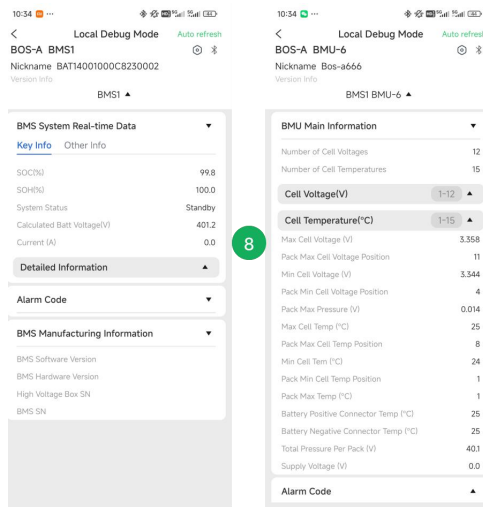 10:34
Local Debug Mode
Auto refresh
BOS-A BMS1
Nickname BAT14001000C8230002
Version Info
BMS1 ▲
BMS System Real-time Data ▼
Key Info
Other Info
SOC(%) 99.8
SOH(%) 100.0
System Status Standby
Calculated Batt Voltage(V) 401.2
Current (A) 0.0
Detailed Information ▲
Alarm Code ▼
BMS Manufacturing Information ▼
BMS Software Version
BMS Hardware Version
High Voltage Box SN
BMS SN
8
10:34
Local Debug Mode
Auto refresh
BOS-A BMU-6
Nickname Bos-a666
Version Info
BMS1 BMU-6 ▲
BMU Main Information ▼
Number of Cell Voltages 12
Number of Cell Temperatures 15
Cell Voltage(V) 1-12 ▲
Cell Temperature(°C) 1-15 ▲
Max Cell Voltage (V) 3.358
Pack Max Cell Voltage Position 11
Min Cell Voltage (V) 3.344
Pack Min Cell Voltage Position 4
Pack Max Pressure (V) 0.014
Max Cell Temp (°C) 25
Pack Max Cell Temp Position 8
Min Cell Tem (°C) 24
Pack Min Cell Temp Position 1
Pack Max Temp (°C) 1
Battery Positive Connector Temp (°C) 25
Battery Negative Connector Temp (°C) 25
Total Pressure Per Pack (V) 40.1
Supply Voltage (V) 0.0
Alarm Code ▲